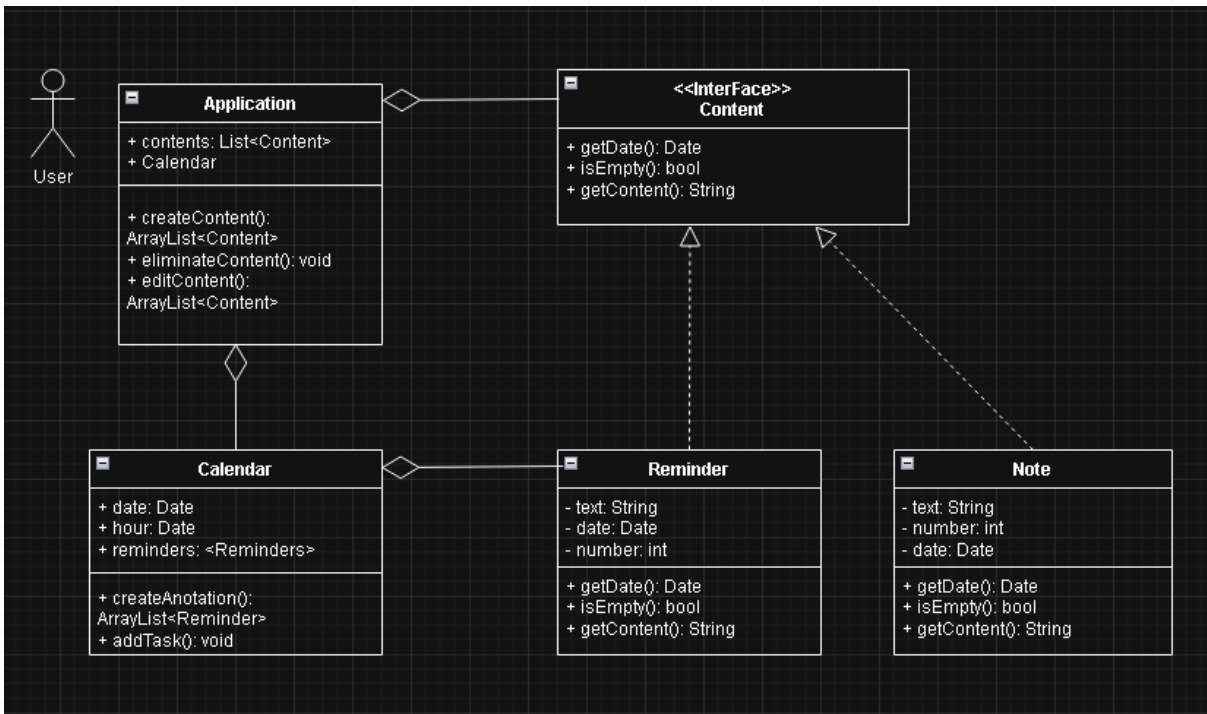 User
Application
+ contents: List<Content>
+ Calendar
+ createContent():
ArrayList<Content>
+ eliminateContent(): void
+ editContent():
ArrayList<Content>
<<InterFace>>
Content
+ getDate(): Date
+ isEmpty(): bool
+ getContent(): String
Calendar
+ date: Date
+ hour: Date
+ reminders: <Reminders>
+ createAnotation():
ArrayList<Reminder>
+ addTask(): void
Reminder
- text: String
- date: Date
- number: int
+ getDate(): Date
+ isEmpty(): bool
+ getContent(): String
Note
- text: String
- number: int
- date: Date
+ getDate(): Date
+ isEmpty(): bool
+ getContent(): String